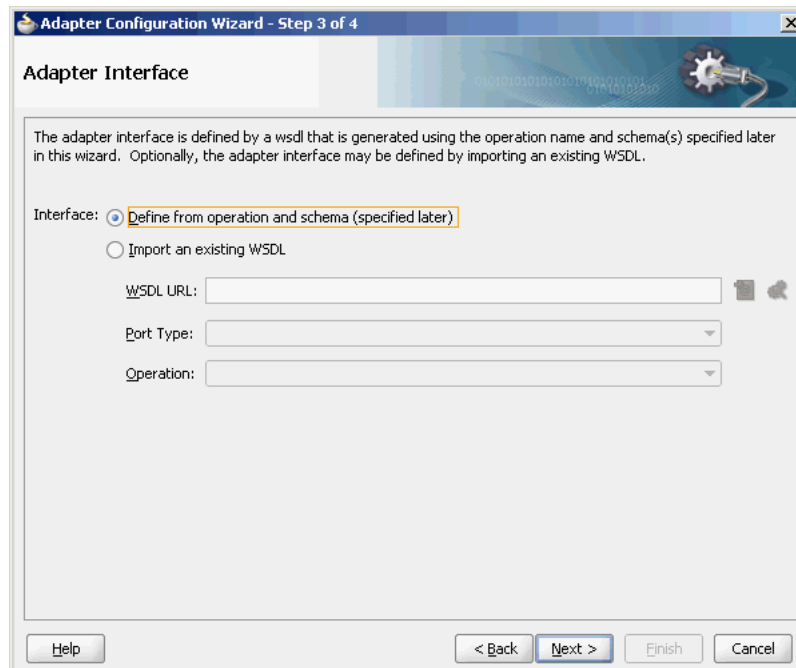 Adapter Configuration Wizard - Step 3 of 4
Adapter Interface
0101010101010101010101
01010101010
The adapter interface is defined by a wsdl that is generated using the operation name and schema(s) specified later
in this wizard.  Optionally, the adapter interface may be defined by importing an existing WSDL.
Interface: Define from operation and schema (specified later)
Import an existing WSDL
WSDL URL:
Port Type:
Operation:
Help < Back Next > Finish Cancel